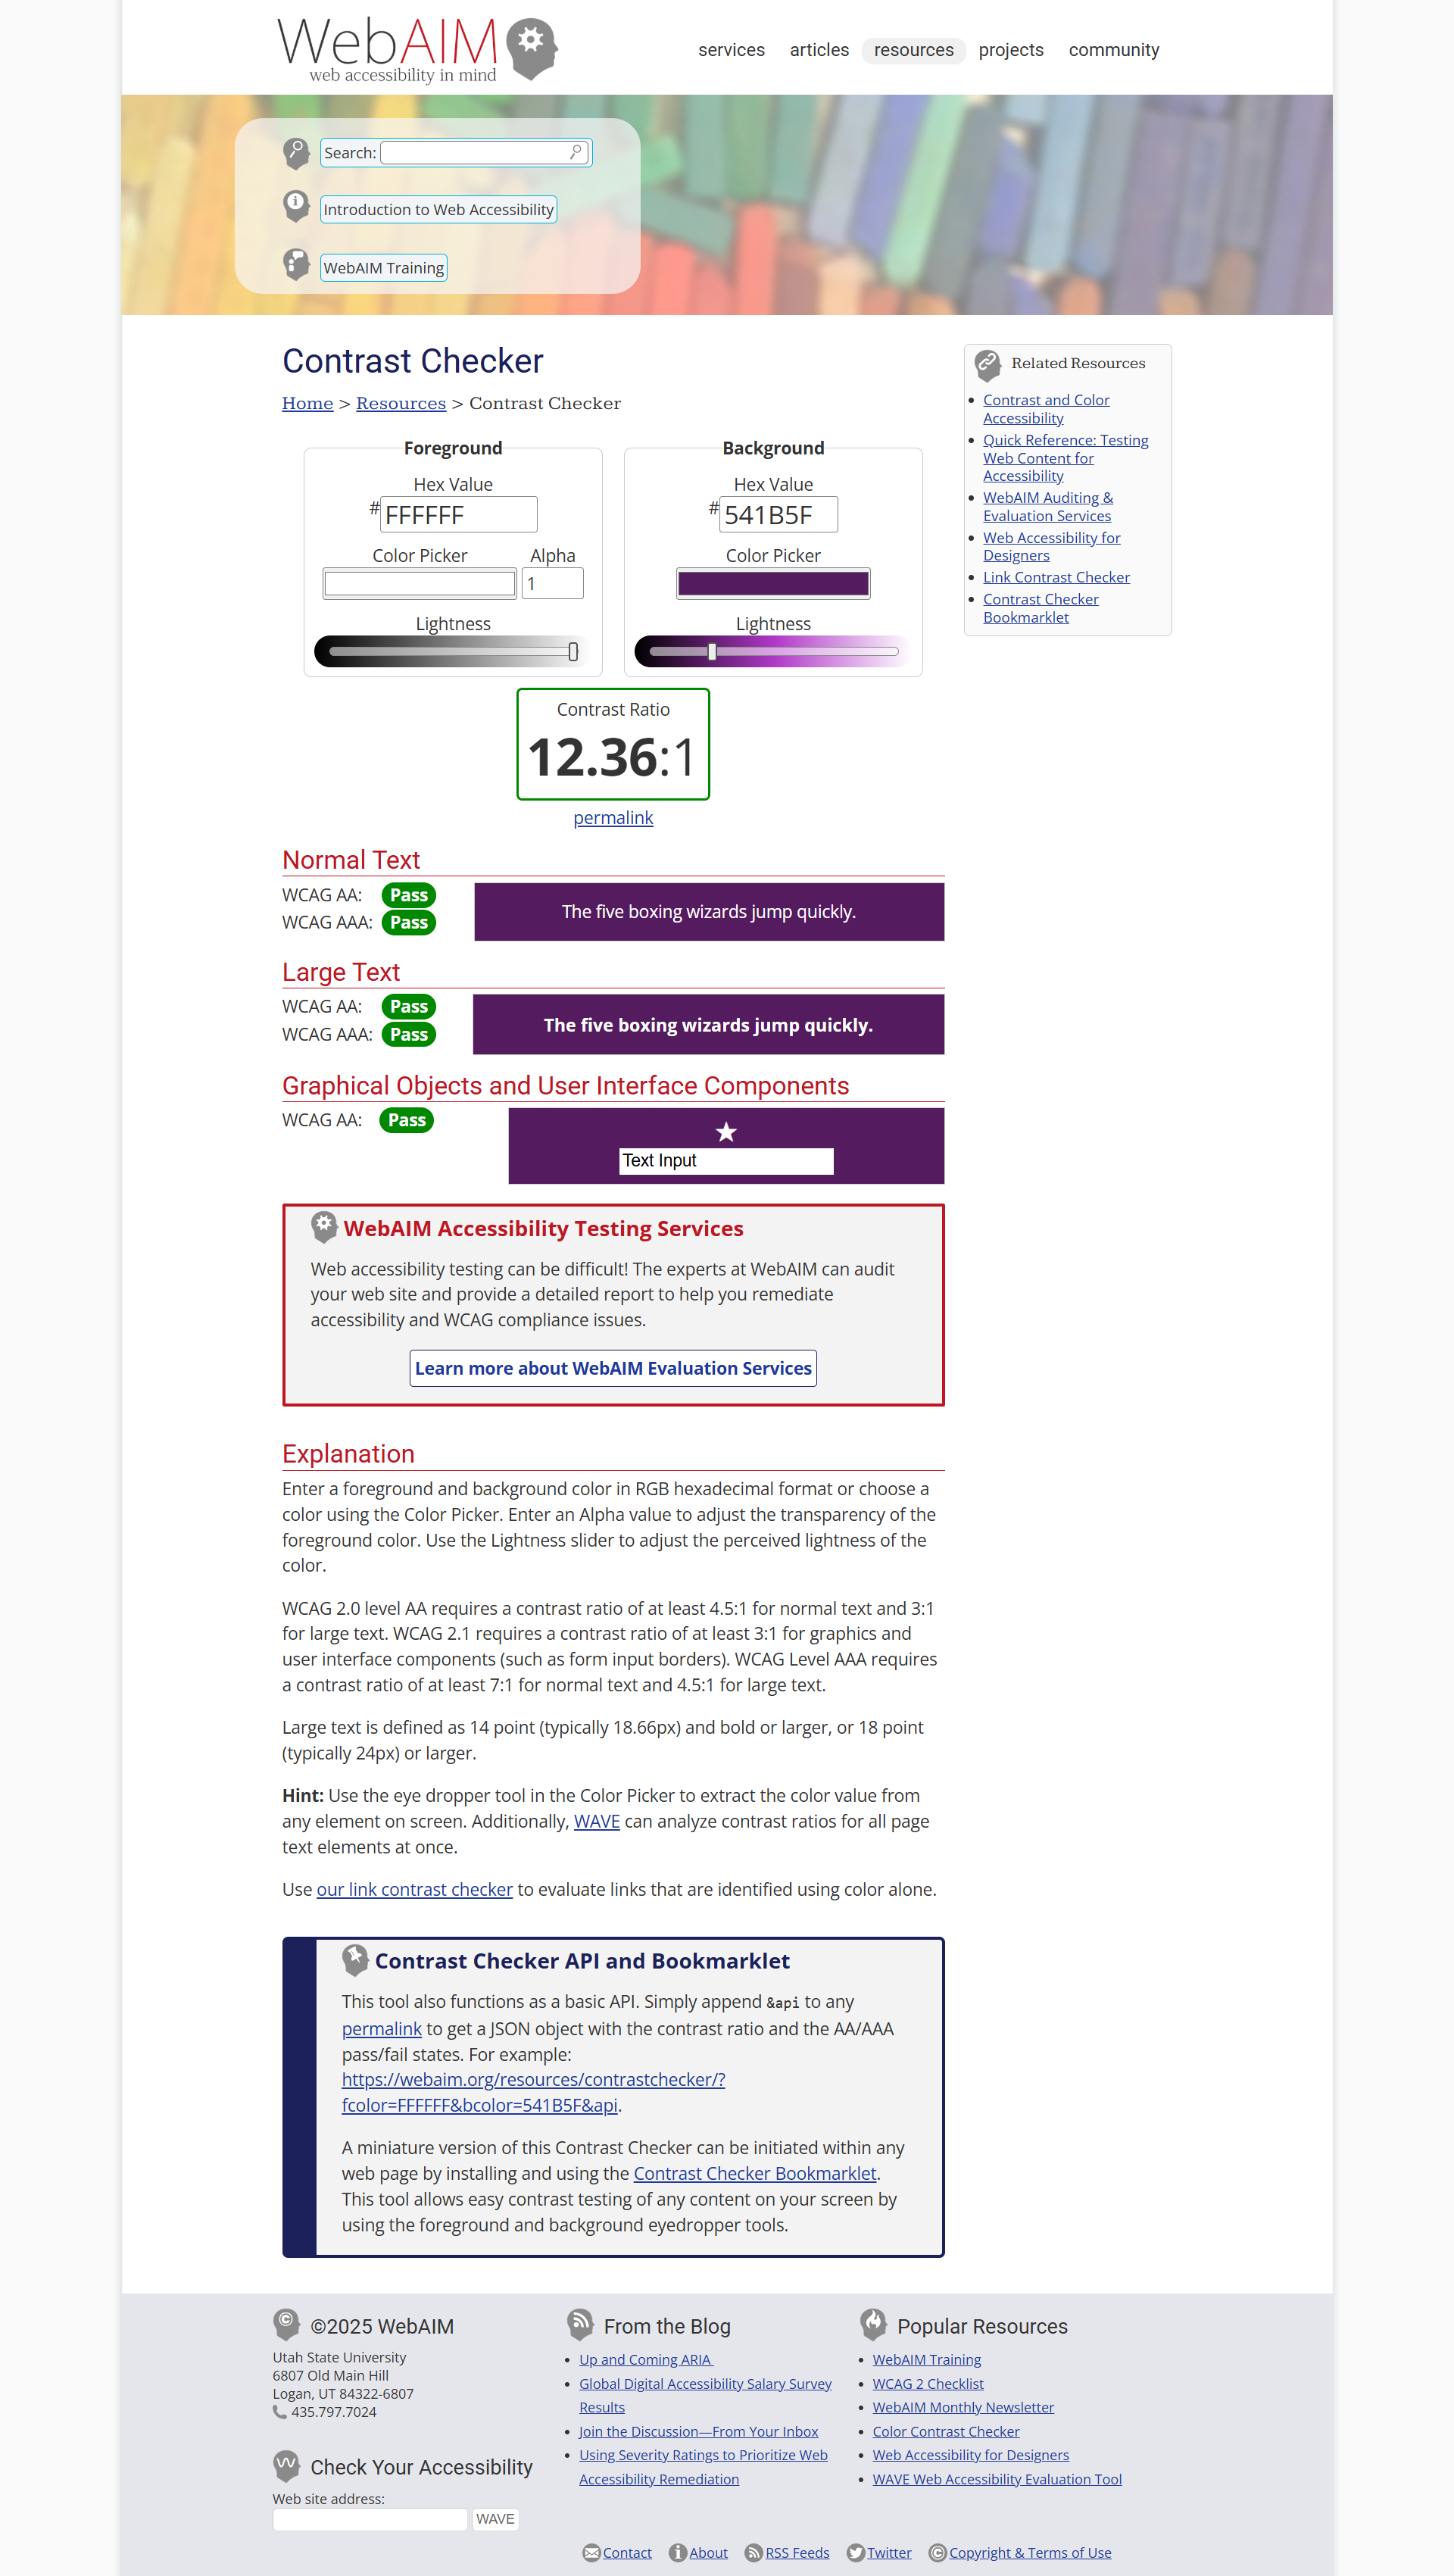 WebAIM
web accessibility in mind
services articles resources projects community
Search:
Introduction to Web Accessibility
WebAIM Training
Contrast Checker
Home > Resources > Contrast Checker
Foreground
Hex Value
#FFFFFF
Color Picker Alpha
1
Lightness
Background
Hex Value
#541B5F
Color Picker
Lightness
Contrast Ratio
12.36:1
permalink
Normal Text
WCAG AA: Pass
WCAG AAA: Pass
The five boxing wizards jump quickly.
Large Text
WCAG AA: Pass
WCAG AAA: Pass
The five boxing wizards jump quickly.
Graphical Objects and User Interface Components
WCAG AA: Pass
★
Text Input
WebAIM Accessibility Testing Services
Web accessibility testing can be difficult! The experts at WebAIM can audit
your web site and provide a detailed report to help you remediate
accessibility and WCAG compliance issues.
Learn more about WebAIM Evaluation Services
Explanation
Enter a foreground and background color in RGB hexadecimal format or choose a
color using the Color Picker. Enter an Alpha value to adjust the transparency of the
foreground color. Use the Lightness slider to adjust the perceived lightness of the
color.
WCAG 2.0 level AA requires a contrast ratio of at least 4.5:1 for normal text and 3:1
for large text. WCAG 2.1 requires a contrast ratio of at least 3:1 for graphics and
user interface components (such as form input borders). WCAG Level AAA requires
a contrast ratio of at least 7:1 for normal text and 4.5:1 for large text.
Large text is defined as 14 point (typically 18.66px) and bold or larger, or 18 point
(typically 24px) or larger.
Hint: Use the eye dropper tool in the Color Picker to extract the color value from
any element on screen. Additionally, WAVE can analyze contrast ratios for all page
text elements at once.
Use our link contrast checker to evaluate links that are identified using color alone.
Contrast Checker API and Bookmarklet
This tool also functions as a basic API. Simply append &api to any
permalink to get a JSON object with the contrast ratio and the AA/AAA
pass/fail states. For example:
https://webaim.org/resources/contrastchecker/?
fcolor=FFFFFF&bcolor=541B5F&api.
A miniature version of this Contrast Checker can be initiated within any
web page by installing and using the Contrast Checker Bookmarklet.
This tool allows easy contrast testing of any content on your screen by
using the foreground and background eyedropper tools.
Related Resources
Contrast and Color
Accessibility
Quick Reference: Testing
Web Content for
Accessibility
WebAIM Auditing &
Evaluation Services
Web Accessibility for
Designers
Link Contrast Checker
Contrast Checker
Bookmarklet
©2025 WebAIM
Utah State University
6807 Old Main Hill
Logan, UT 84322-6807
435.797.7024
Check Your Accessibility
Web site address:
WAVE
From the Blog
Up and Coming ARIA
Global Digital Accessibility Salary Survey
Results
Join the Discussion—From Your Inbox
Using Severity Ratings to Prioritize Web
Accessibility Remediation
Popular Resources
WebAIM Training
WCAG 2 Checklist
WebAIM Monthly Newsletter
Color Contrast Checker
Web Accessibility for Designers
WAVE Web Accessibility Evaluation Tool
Contact About RSS Feeds Twitter Copyright & Terms of Use